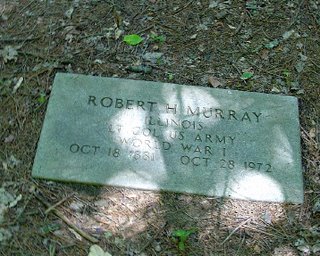 ROBERT H MURRAY
ILLINOIS
LT COL US ARMY
WORLD WAR I
OCT 18 1881 OCT 28 1972